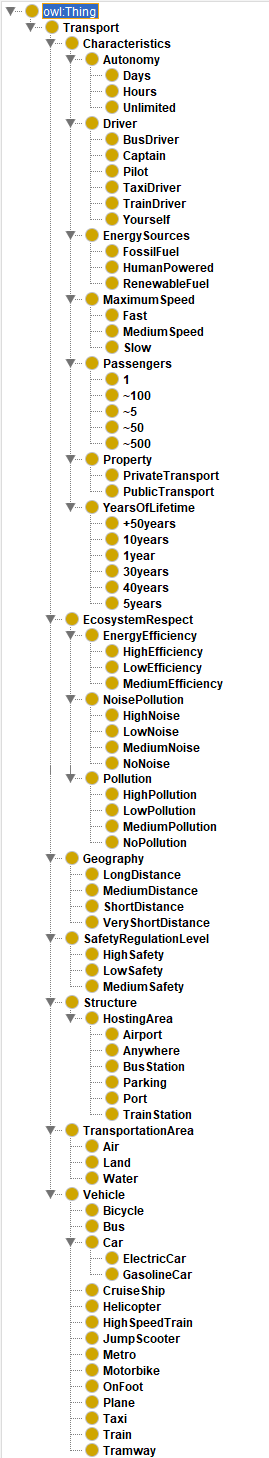 owl:Thing
Transport
Characteristics
Autonomy
Days
Hours
Unlimited
Driver
BusDriver
Captain
Pilot
TaxiDriver
TrainDriver
Yourself
EnergySources
FossilFuel
HumanPowered
RenewableFuel
MaximumSpeed
Fast
MediumSpeed
Slow
Passengers
1
~100
~5
~50
~500
Property
PrivateTransport
PublicTransport
YearsOfLifetime
+50years
10years
1year
30years
40years
5years
EcosystemRespect
EnergyEfficiency
HighEfficiency
LowEfficiency
MediumEfficiency
NoisePollution
HighNoise
LowNoise
MediumNoise
NoNoise
Pollution
HighPollution
LowPollution
MediumPollution
NoPollution
Geography
LongDistance
MediumDistance
ShortDistance
VeryShortDistance
SafetyRegulationLevel
HighSafety
LowSafety
MediumSafety
Structure
HostingArea
Airport
Anywhere
BusStation
Parking
Port
TrainStation
TransportationArea
Air
Land
Water
Vehicle
Bicycle
Bus
Car
ElectricCar
GasolineCar
CruiseShip
Helicopter
HighSpeedTrain
JumpScooter
Metro
Motorbike
OnFoot
Plane
Taxi
Train
Tramway